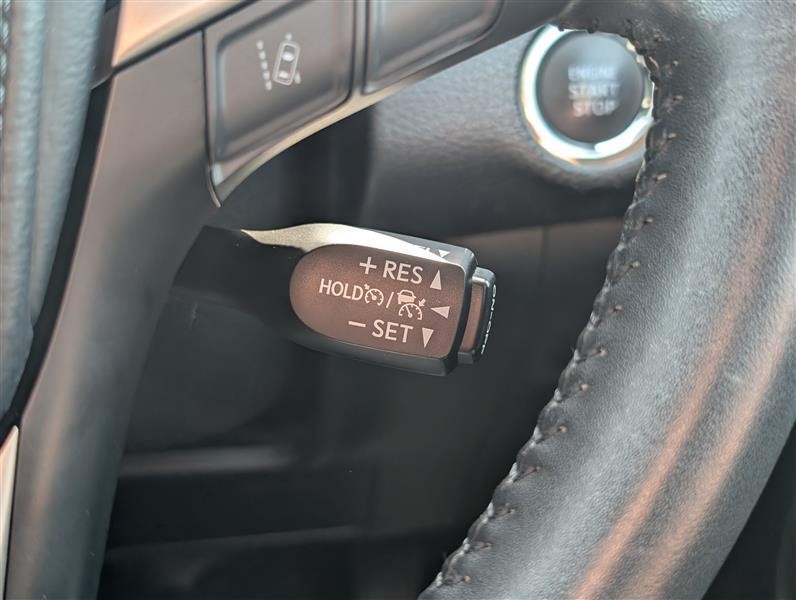 ENGINE
START
STOP
+ RES
HOLD /
− SET